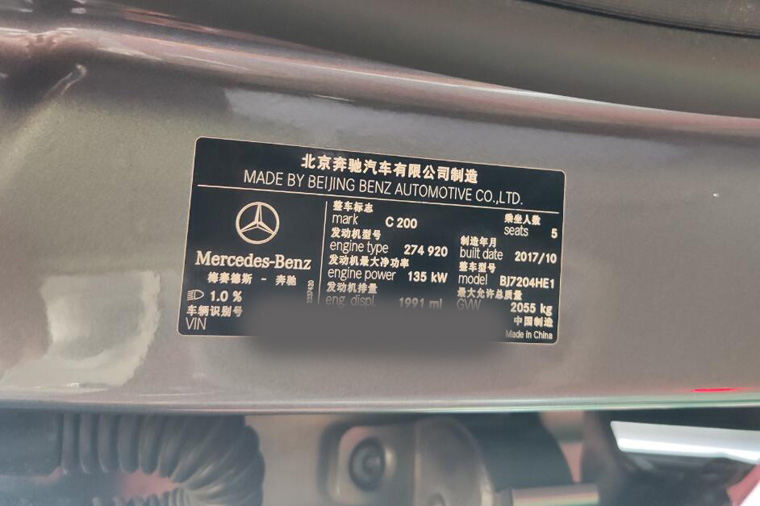 北京奔驰汽车有限公司制造
MADE BY BEIJING BENZ AUTOMOTIVE CO.,LTD.
Mercedes-Benz
梅赛德斯 - 奔驰
1.0 %
车辆识别号
VIN
整车标志
mark C 200
乘坐人数
seats 5
发动机型号
engine type 274 920
制造年月
built date 2017/10
发动机最大净功率
engine power 135 kW
整车型号
model BJ7204HE1
发动机排量
eng. displ. 1991 ml
最大允许总质量
GVW 2055 kg
中国制造
Made in China